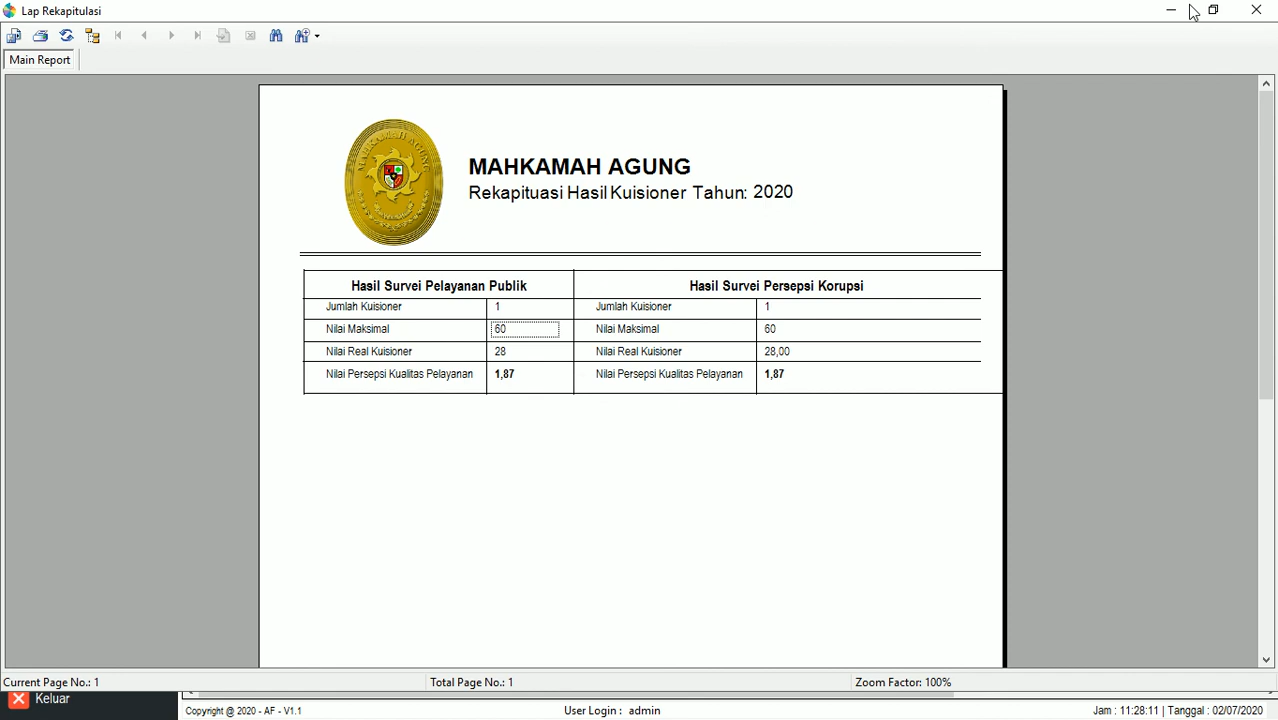 Lap Rekapitulasi
Main Report
MAHKAMAH AGUNG
MAHKAMAH AGUNG
Rekapituasi Hasil Kuisioner Tahun: 2020
Hasil Survei Pelayanan Publik Hasil Survei Persepsi Korupsi
Jumlah Kuisioner 1 Jumlah Kuisioner 1
Nilai Maksimal 60 Nilai Maksimal 60
Nilai Real Kuisioner 28 Nilai Real Kuisioner 28,00
Nilai Persepsi Kualitas Pelayanan 1,87 Nilai Persepsi Kualitas Pelayanan 1,87
Current Page No.: 1 Total Page No.: 1 Zoom Factor: 100%
Keluar
Copyright @ 2020 - AF - V1.1 User Login : admin Jam : 11:28:11 | Tanggal : 02/07/2020